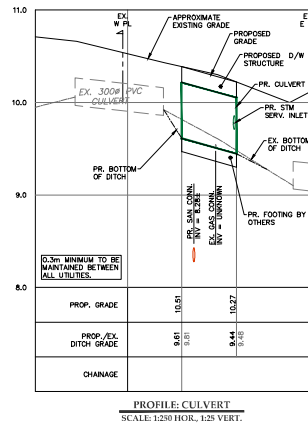 11.0
EX.
W PL
APPROXIMATE
EXISTING GRADE
PROPOSED
GRADE
PROPOSED D/W
STRUCTURE
E
E
PR. CULVERT
EX. 300ø PVC
CULVERT
10.0
PR. STM
SERV. INLET
EX. BOTTOM
OF DITCH
PR. BOTTOM
OF DITCH
9.0
PR. SAN CONN.
INV = 8.28±
EX. GAS CONN.
INV = UNKNOWN
PR. FOOTING BY
OTHERS
0.3m MINIMUM TO BE
MAINTAINED BETWEEN
ALL UTILITIES.
8.0
PROP. GRADE
10.51
10.27
PROP./EX.
DITCH GRADE
9.61
9.81
9.44
9.48
CHAINAGE
PROFILE: CULVERT
SCALE: 1:250 HOR., 1:25 VERT.